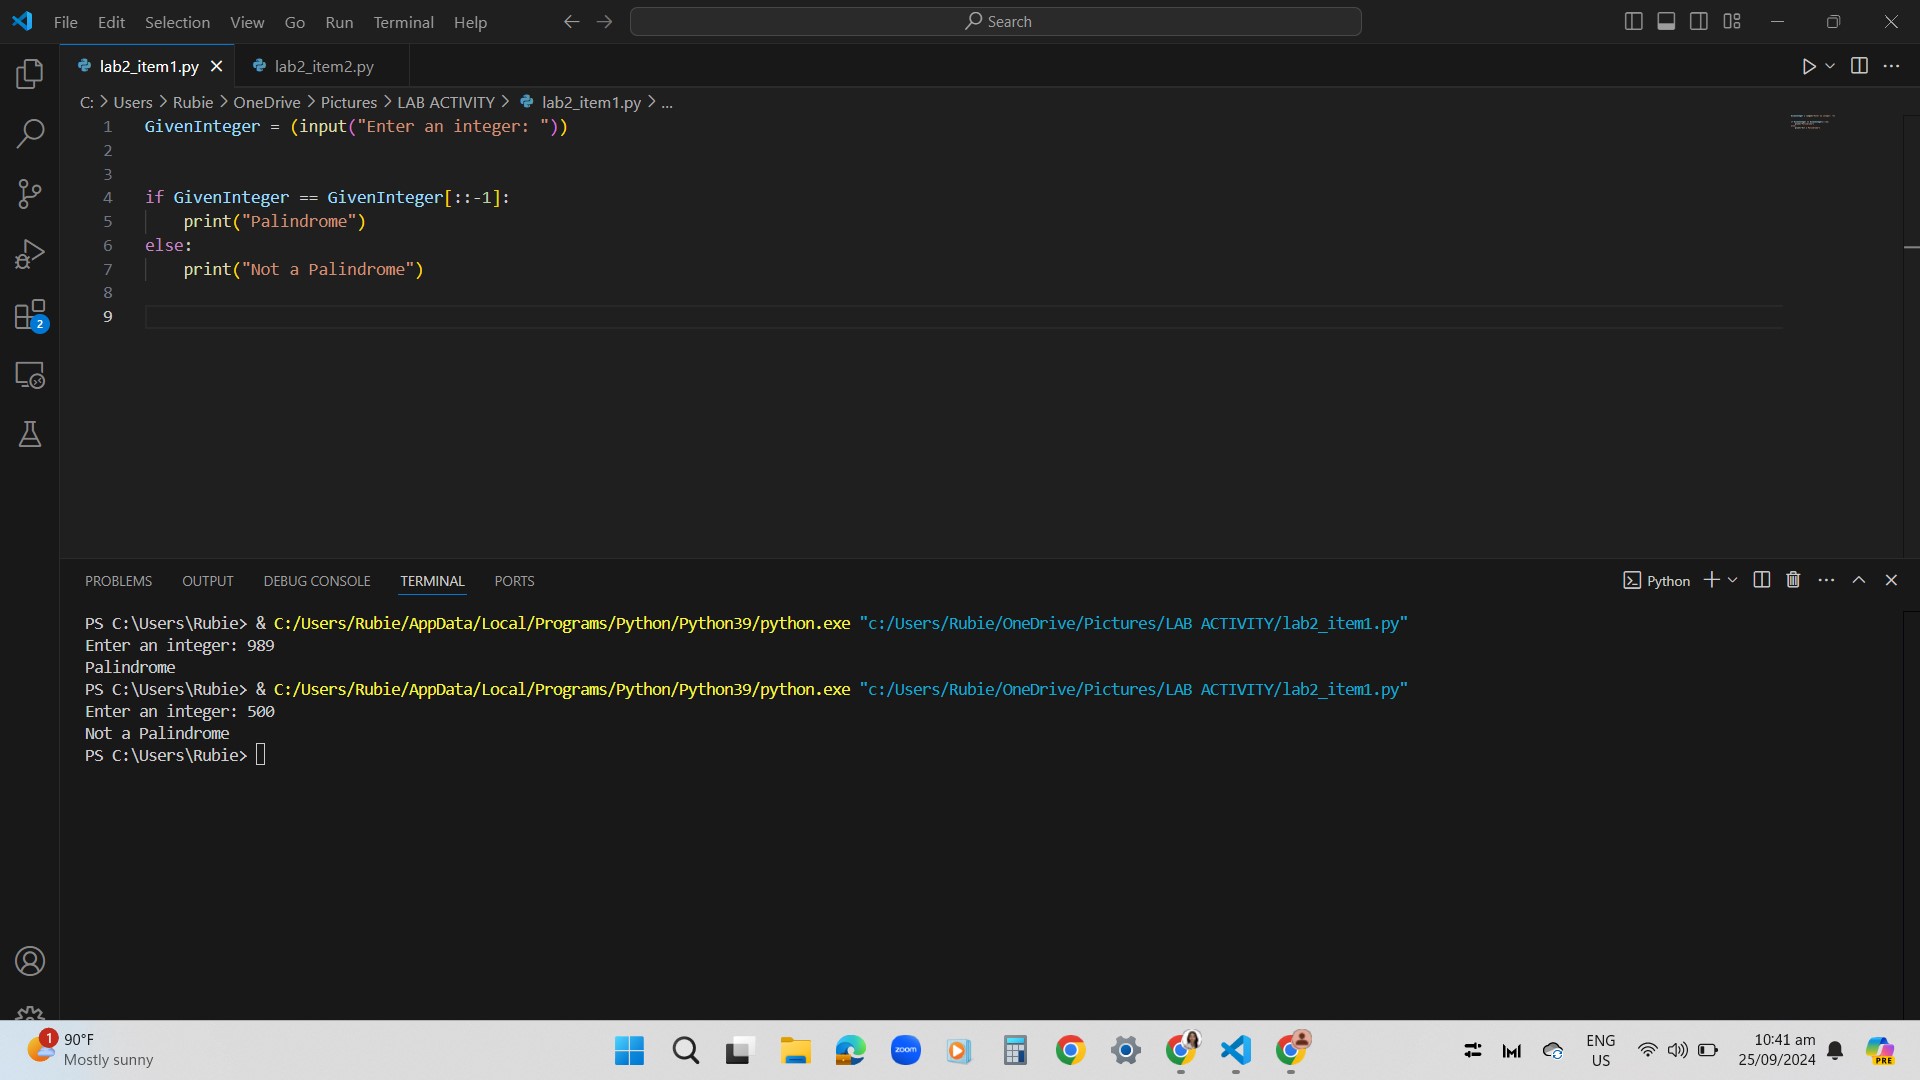 File Edit Selection View Go Run Terminal Help Search
lab2_item1.py lab2_item2.py
C: > Users > Rubie > OneDrive > Pictures > LAB ACTIVITY > lab2_item1.py > ...
1 GivenInteger = (input("Enter an integer: "))
2
3
4 if GivenInteger == GivenInteger[::-1]:
5     print("Palindrome")
6 else:
7     print("Not a Palindrome")
8
9
2
PROBLEMS OUTPUT DEBUG CONSOLE TERMINAL PORTS Python
PS C:\Users\Rubie> & C:/Users/Rubie/AppData/Local/Programs/Python/Python39/python.exe "c:/Users/Rubie/OneDrive/Pictures/LAB ACTIVITY/lab2_item1.py"
Enter an integer: 989
Palindrome
PS C:\Users\Rubie> & C:/Users/Rubie/AppData/Local/Programs/Python/Python39/python.exe "c:/Users/Rubie/OneDrive/Pictures/LAB ACTIVITY/lab2_item1.py"
Enter an integer: 500
Not a Palindrome
PS C:\Users\Rubie>
1 90°F
Mostly sunny
zoom
ENG
US
10:41 am
25/09/2024
PRE